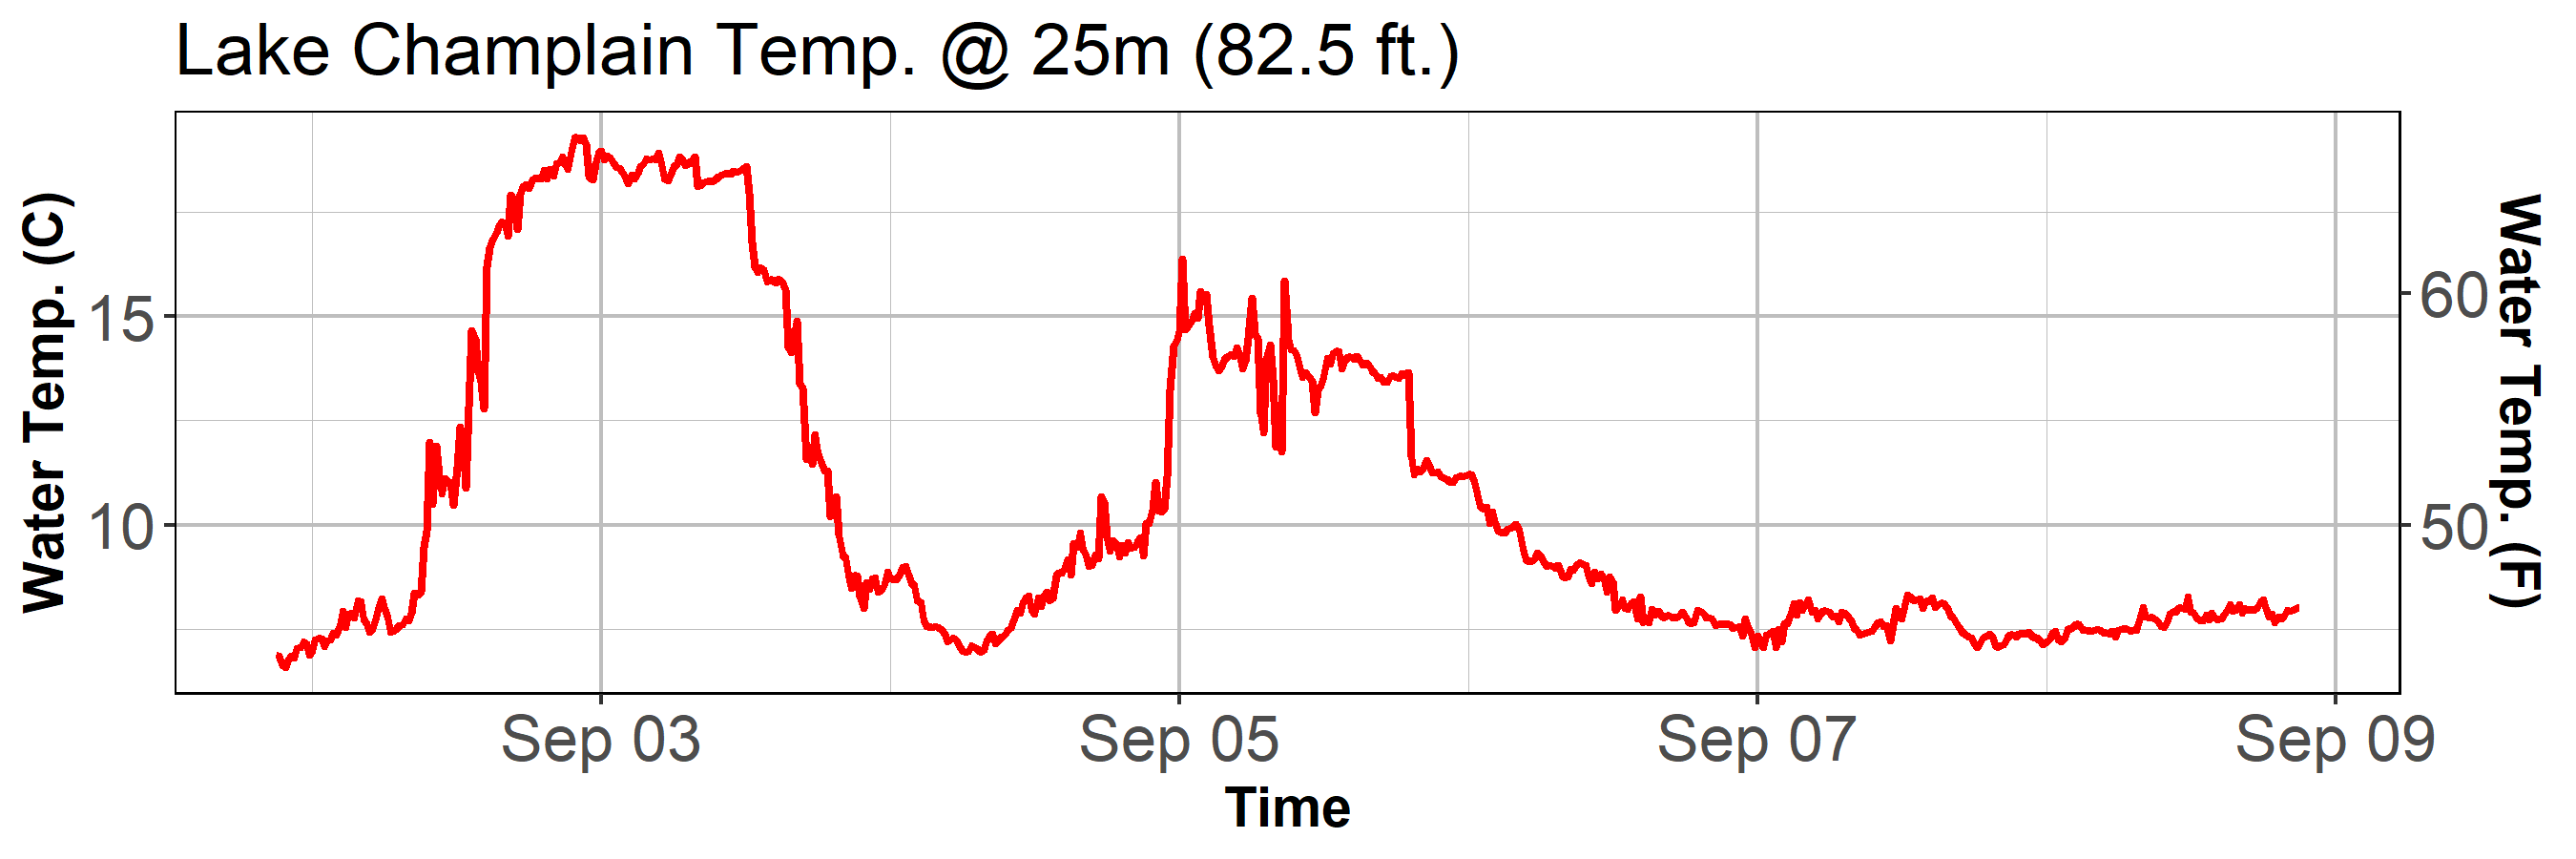 Lake Champlain Temp. @ 25m (82.5 ft.)
Water Temp. (C)
15
10
60
50
Water Temp. (F)
Sep 03 Sep 05 Sep 07 Sep 09
Time